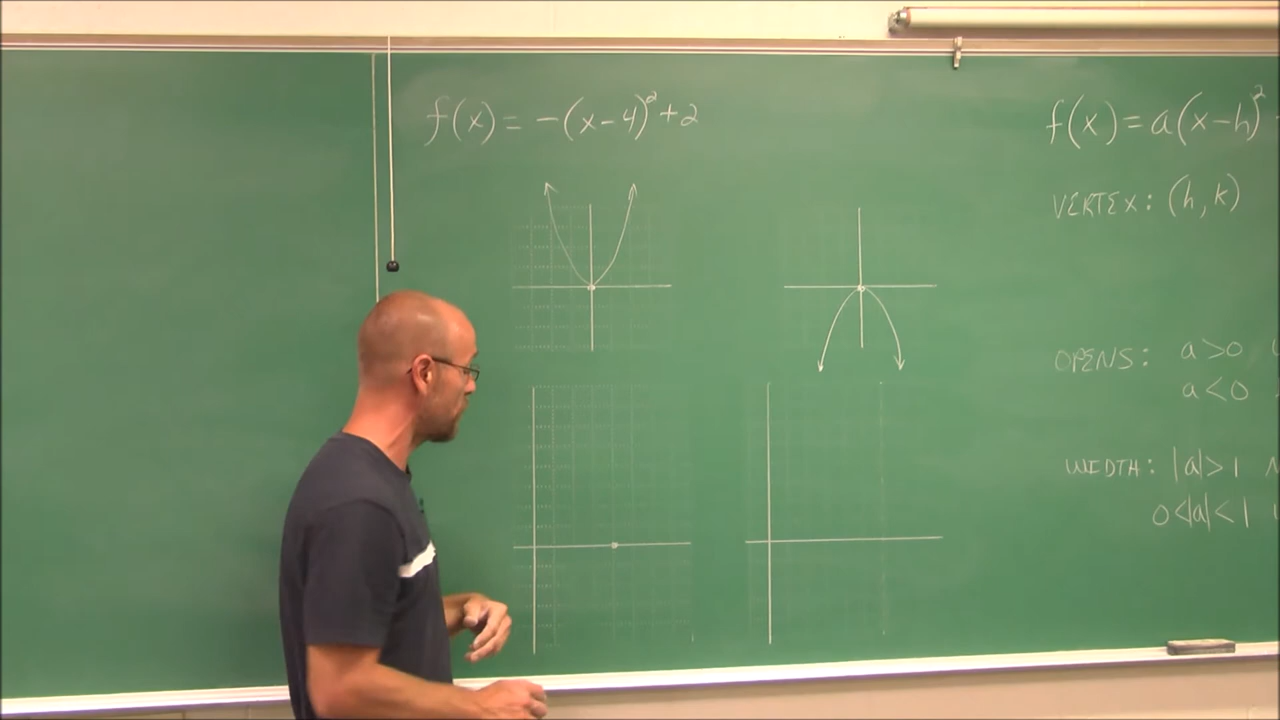 f(x) = -(x-4)² + 2
f(x) = a(x-h)²
VERTEX: (h, k)
OPENS: a>0
a<0
WIDTH: |a|>1
0<|a|<1